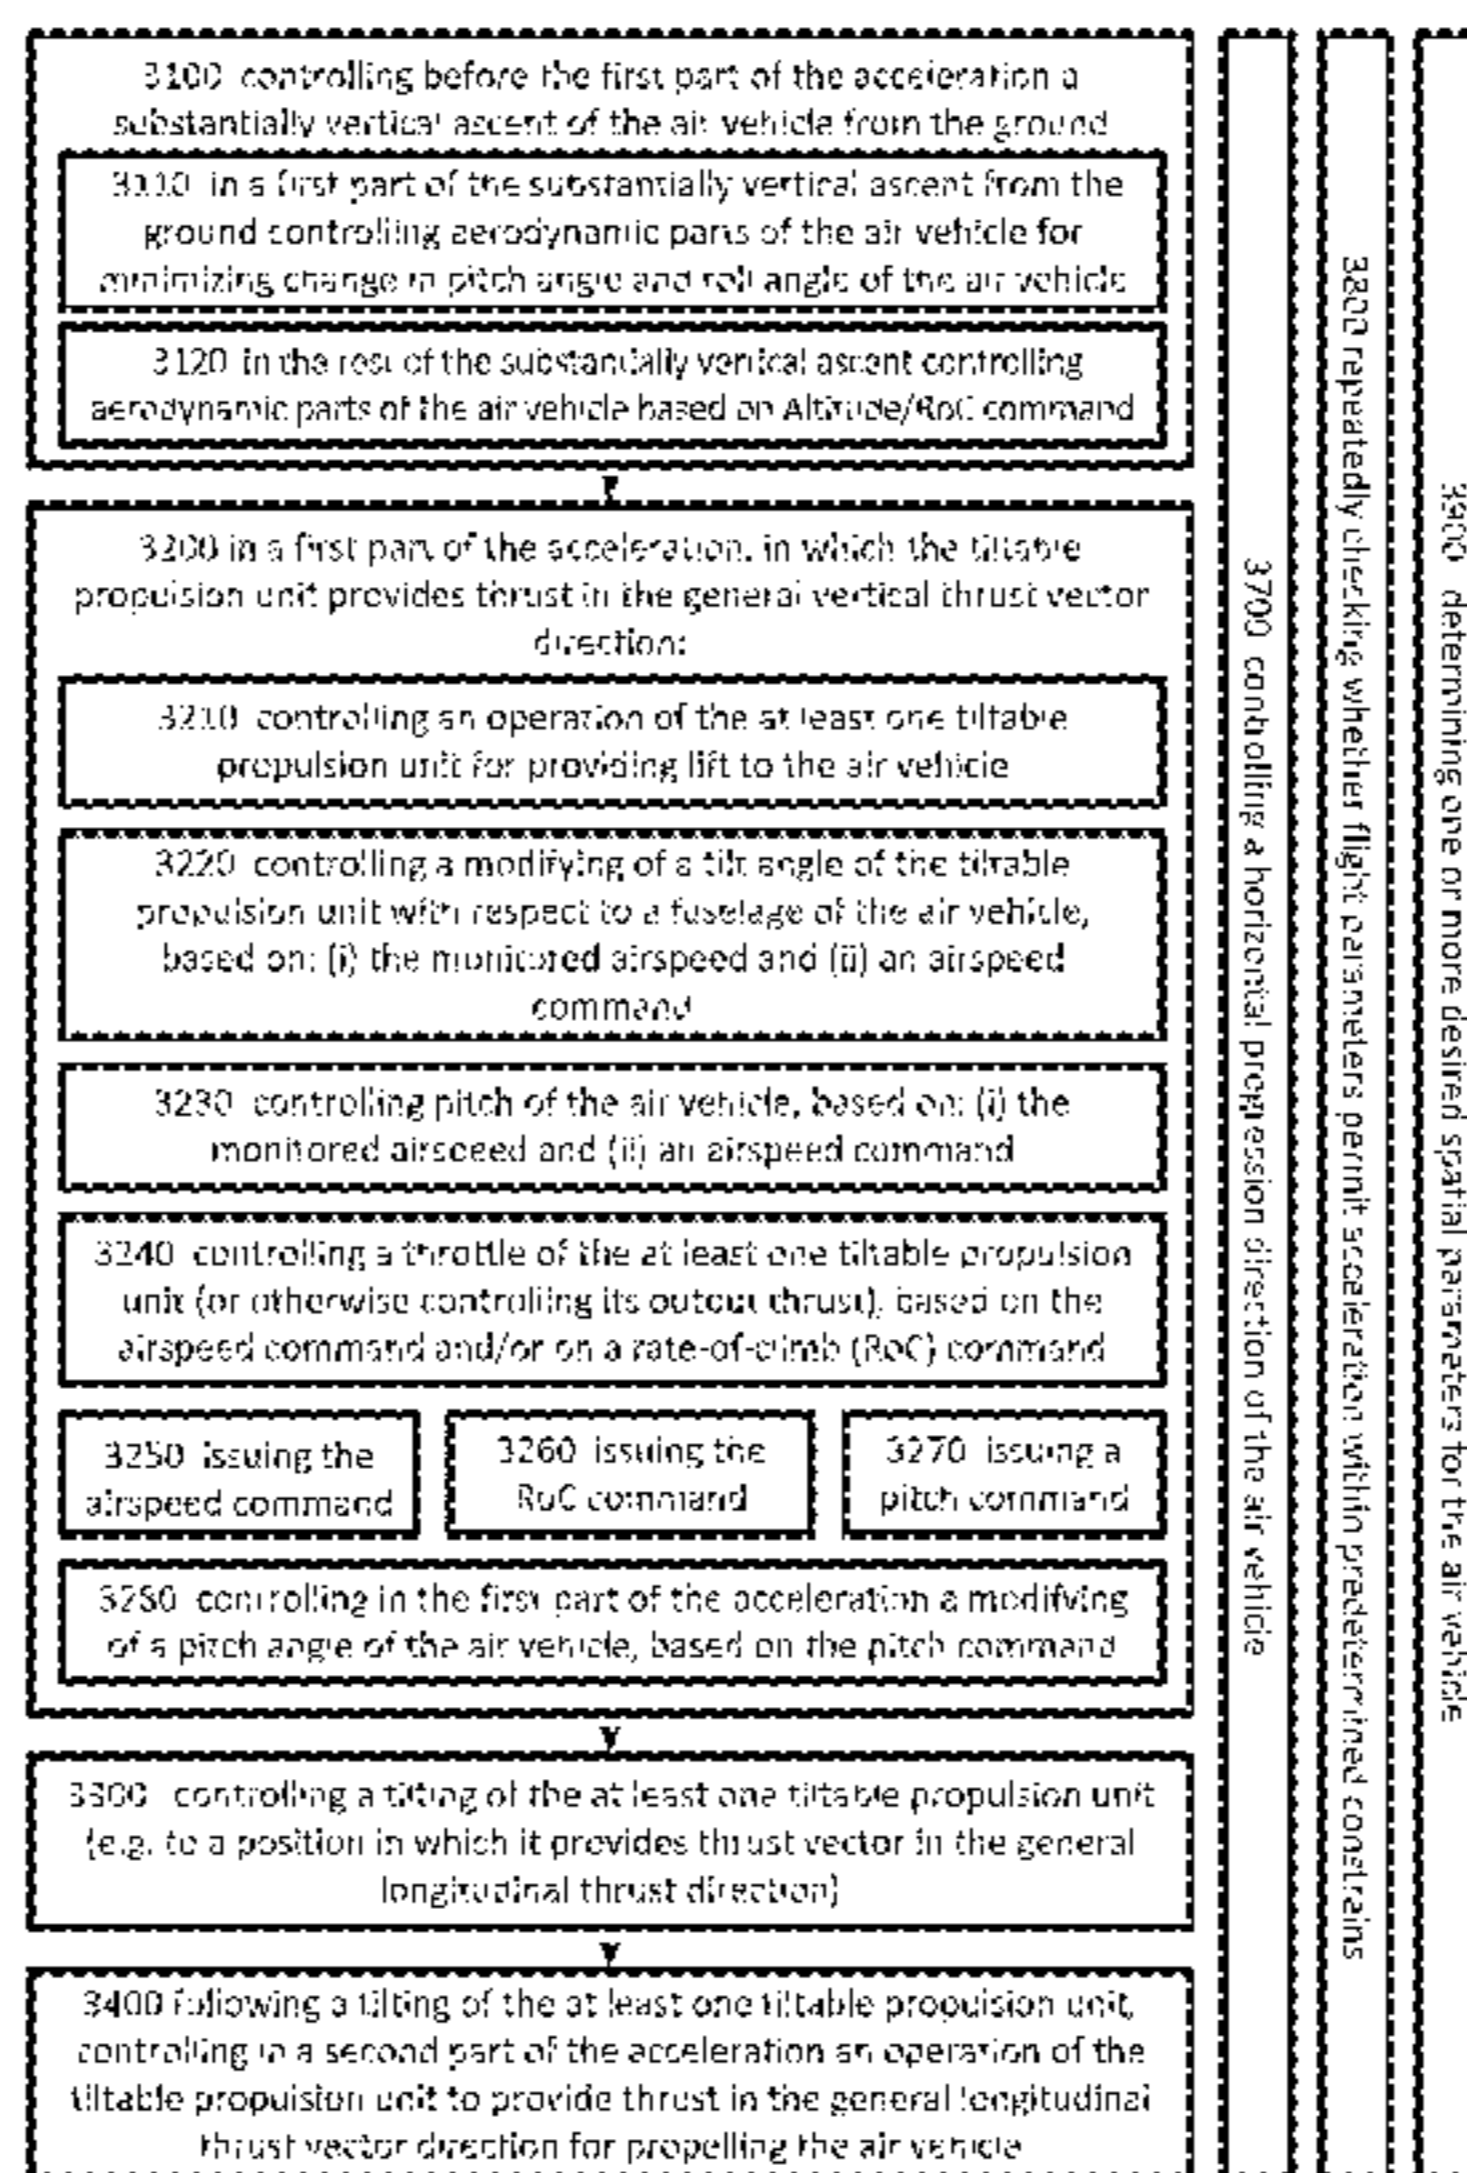 3100 controlling before the first part of the acceleration a
substantially vertical ascent of the air vehicle from the ground
3110 in a first part of the substantially vertical ascent from the
ground controlling aerodynamic parts of the air vehicle for
minimizing change in pitch angle and roll angle of the air vehicle
3120 in the rest of the substantially vertical ascent controlling
aerodynamic parts of the air vehicle based on Altitude/RoC command
3200 in a first part of the acceleration, in which the tiltable
propulsion unit provides thrust in the general vertical thrust vector
direction:
3210 controlling an operation of the at least one tiltable
propulsion unit for providing lift to the air vehicle
3220 controlling a modifying of a tilt angle of the tiltable
propulsion unit with respect to a fuselage of the air vehicle,
based on: (i) the monitored airspeed and (ii) an airspeed
command
3230 controlling pitch of the air vehicle, based on: (i) the
monitored airspeed and (ii) an airspeed command
3240 controlling a throttle of the at least one tiltable propulsion
unit (or otherwise controlling its output thrust), based on the
airspeed command and/or on a rate-of-climb (RoC) command
3250 issuing the
airspeed command
3260 issuing the
RoC command
3270 issuing a
pitch command
3280 controlling in the first part of the acceleration a modifying
of a pitch angle of the air vehicle, based on the pitch command
3300 controlling a tilting of the at least one tiltable propulsion unit
(e.g. to a position in which it provides thrust vector in the general
longitudinal thrust direction)
3400 following a tilting of the at least one tiltable propulsion unit,
controlling in a second part of the acceleration an operation of the
tiltable propulsion unit to provide thrust in the general longitudinal
thrust vector direction for propelling the air vehicle
3700 controlling a horizontal progression direction of the air vehicle
3800 repeatedly checking whether flight parameters permit acceleration within predetermined constrains
3900 determining one or more desired spatial parameters for the air vehicle